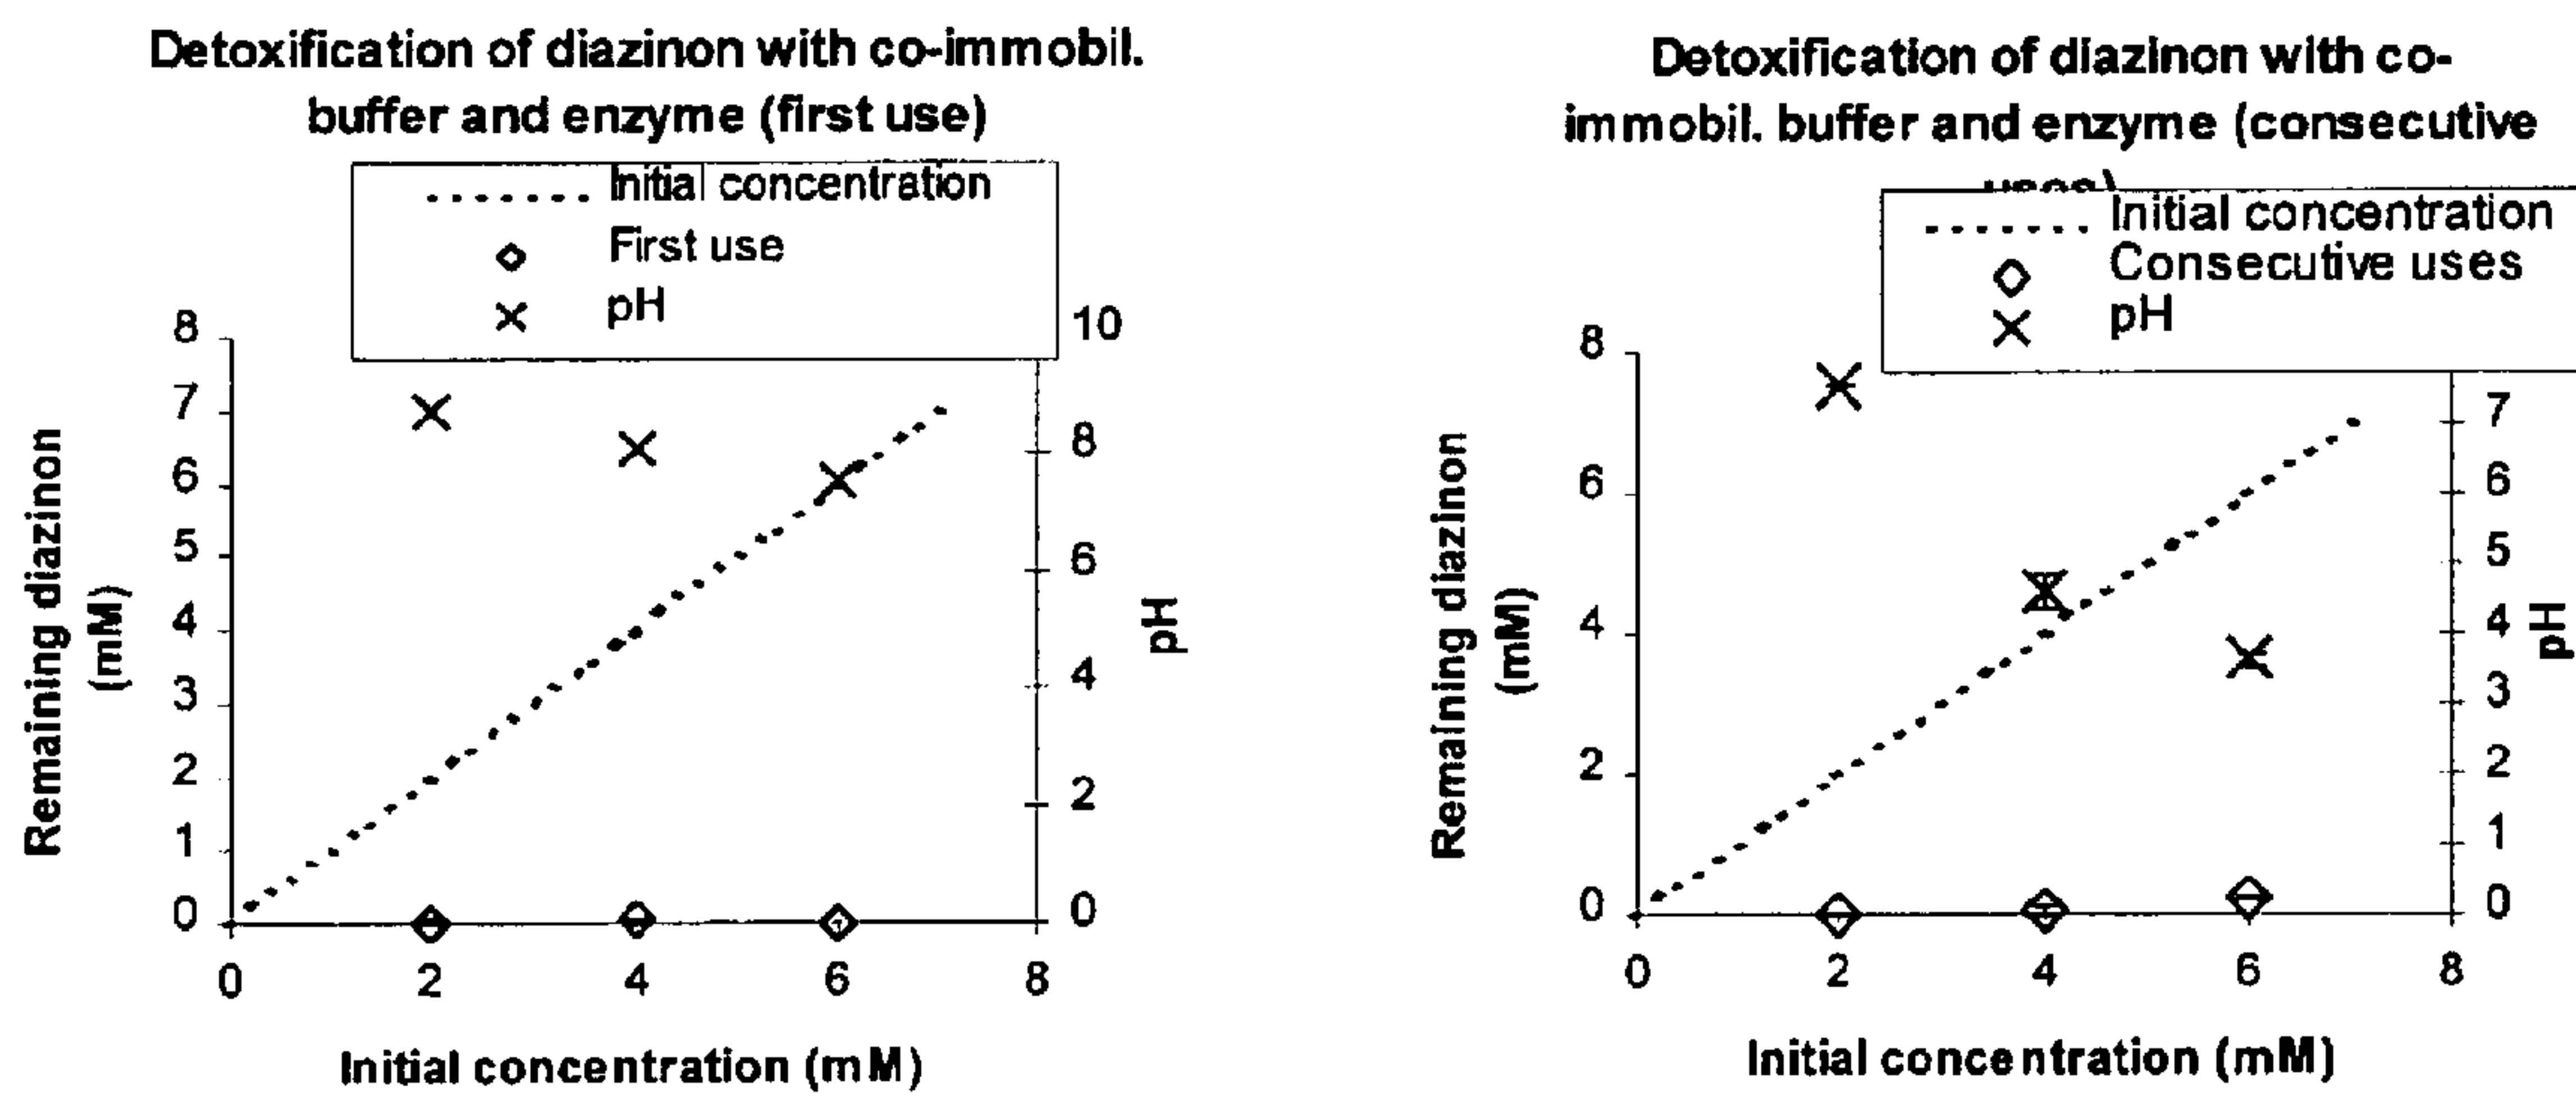 Detoxification of diazinon with co-immobil.
buffer and enzyme (first use)
Initial concentration
First use
pH
8
7
6
5
4
3
2
1
0
Remaining diazinon
(mM)
10
8
6
4
2
0
pH
0 2 4 6 8
Initial concentration (mM)
Detoxification of diazinon with co-
immobil. buffer and enzyme (consecutive
Initial concentration
Consecutive uses
pH
8
6
4
2
0
Remaining diazinon
(mM)
7
6
5
4
3
2
1
0
pH
0 2 4 6 8
Initial concentration (mM)